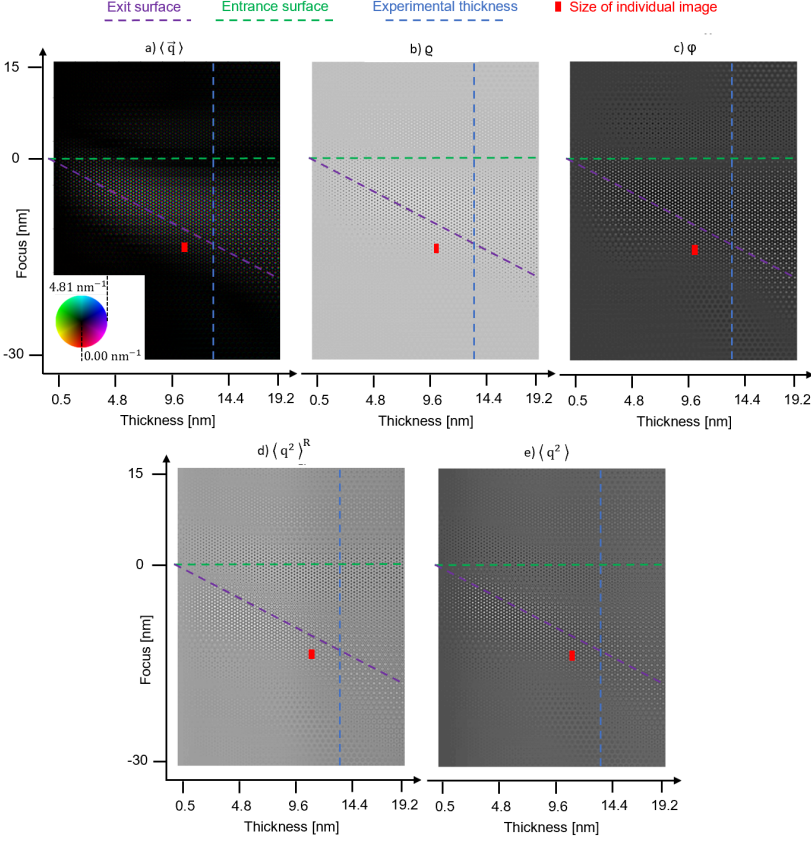 Exit surface Entrance surface Experimental thickness Size of individual image
a) ⟨ q⃗ ⟩ b) ϱ c) φ
15
0
-30
Focus [nm]
4.81 nm⁻¹
0.00 nm⁻¹
0.5 4.8 9.6 14.4 19.2 0.5 4.8 9.6 14.4 19.2 0.5 4.8 9.6 14.4 19.2
Thickness [nm] Thickness [nm] Thickness [nm]
d) ⟨ q² ⟩ᴿ e) ⟨ q² ⟩
15
0
-30
Focus [nm]
0.5 4.8 9.6 14.4 19.2 0.5 4.8 9.6 14.4 19.2
Thickness [nm] Thickness [nm]